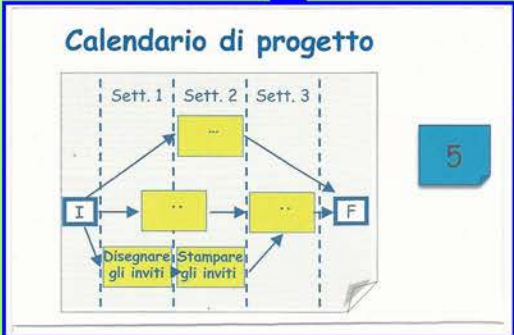 Calendario di progetto
Sett. 1 Sett. 2 Sett. 3
...
5
I
..
..
F
Disegnare Stampare
gli inviti gli inviti